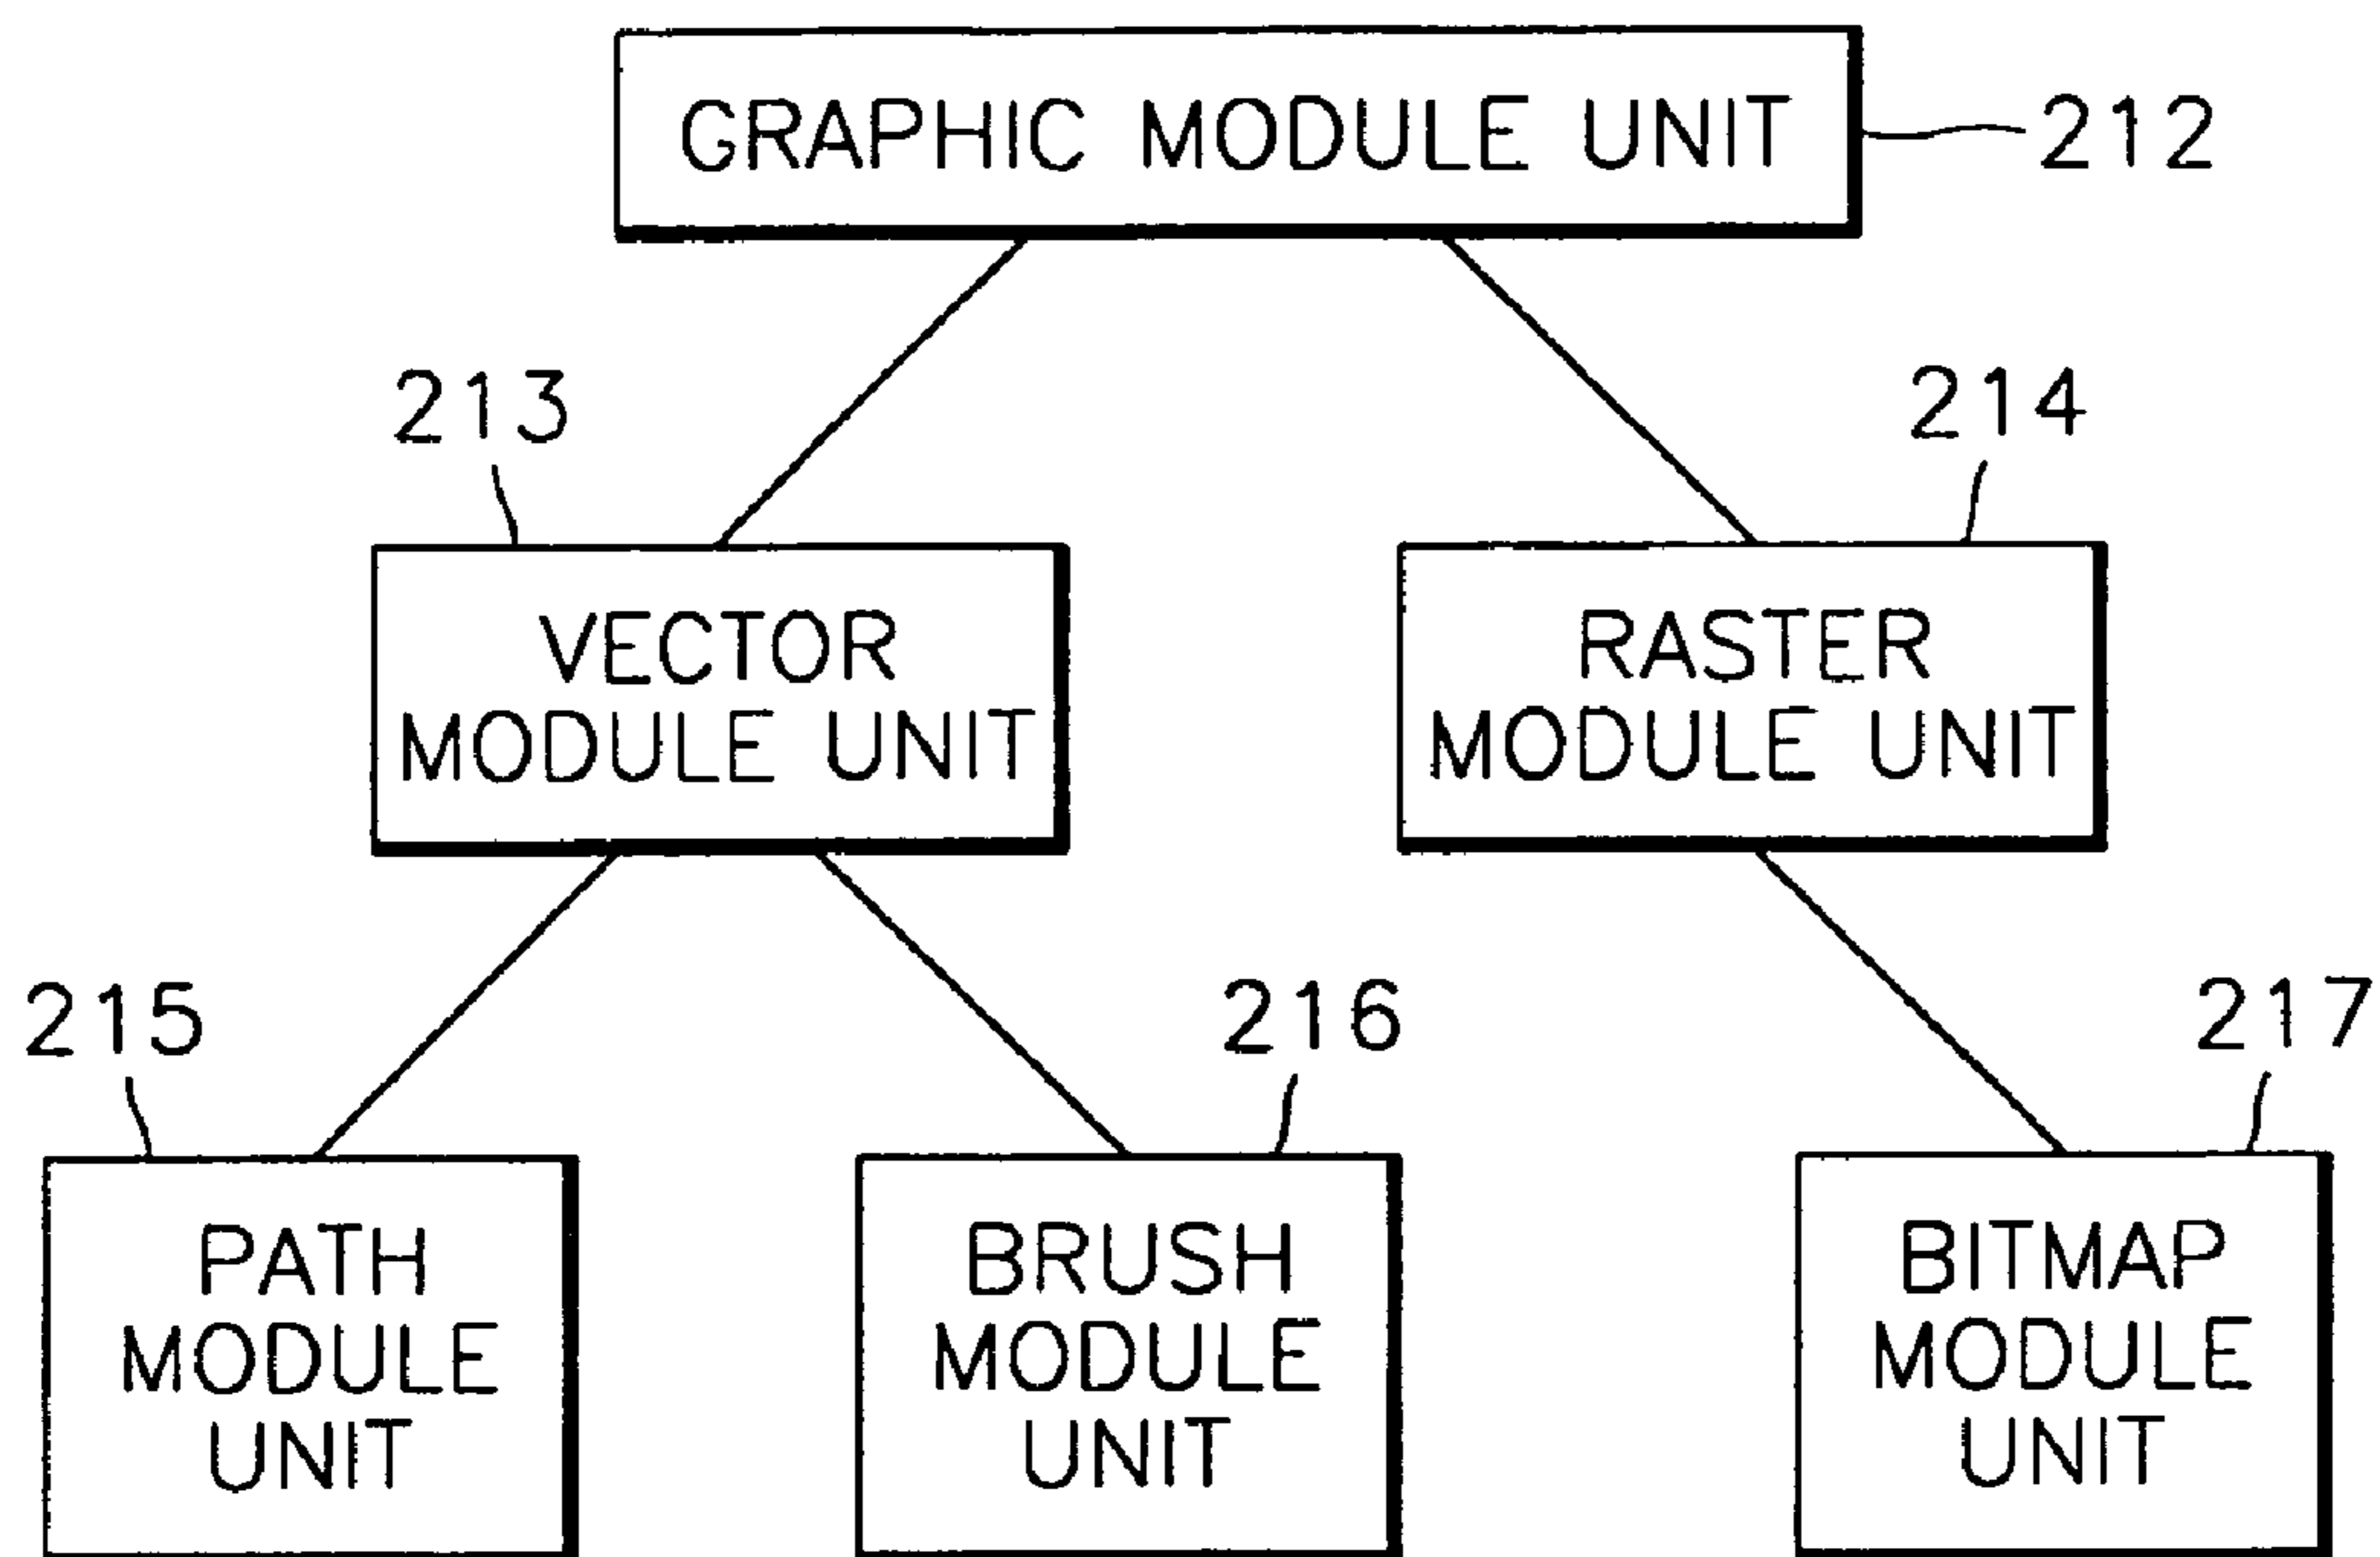 GRAPHIC MODULE UNIT
212
213
214
VECTOR
MODULE UNIT
RASTER
MODULE UNIT
215
216
217
PATH
MODULE
UNIT
BRUSH
MODULE
UNIT
BITMAP
MODULE
UNIT